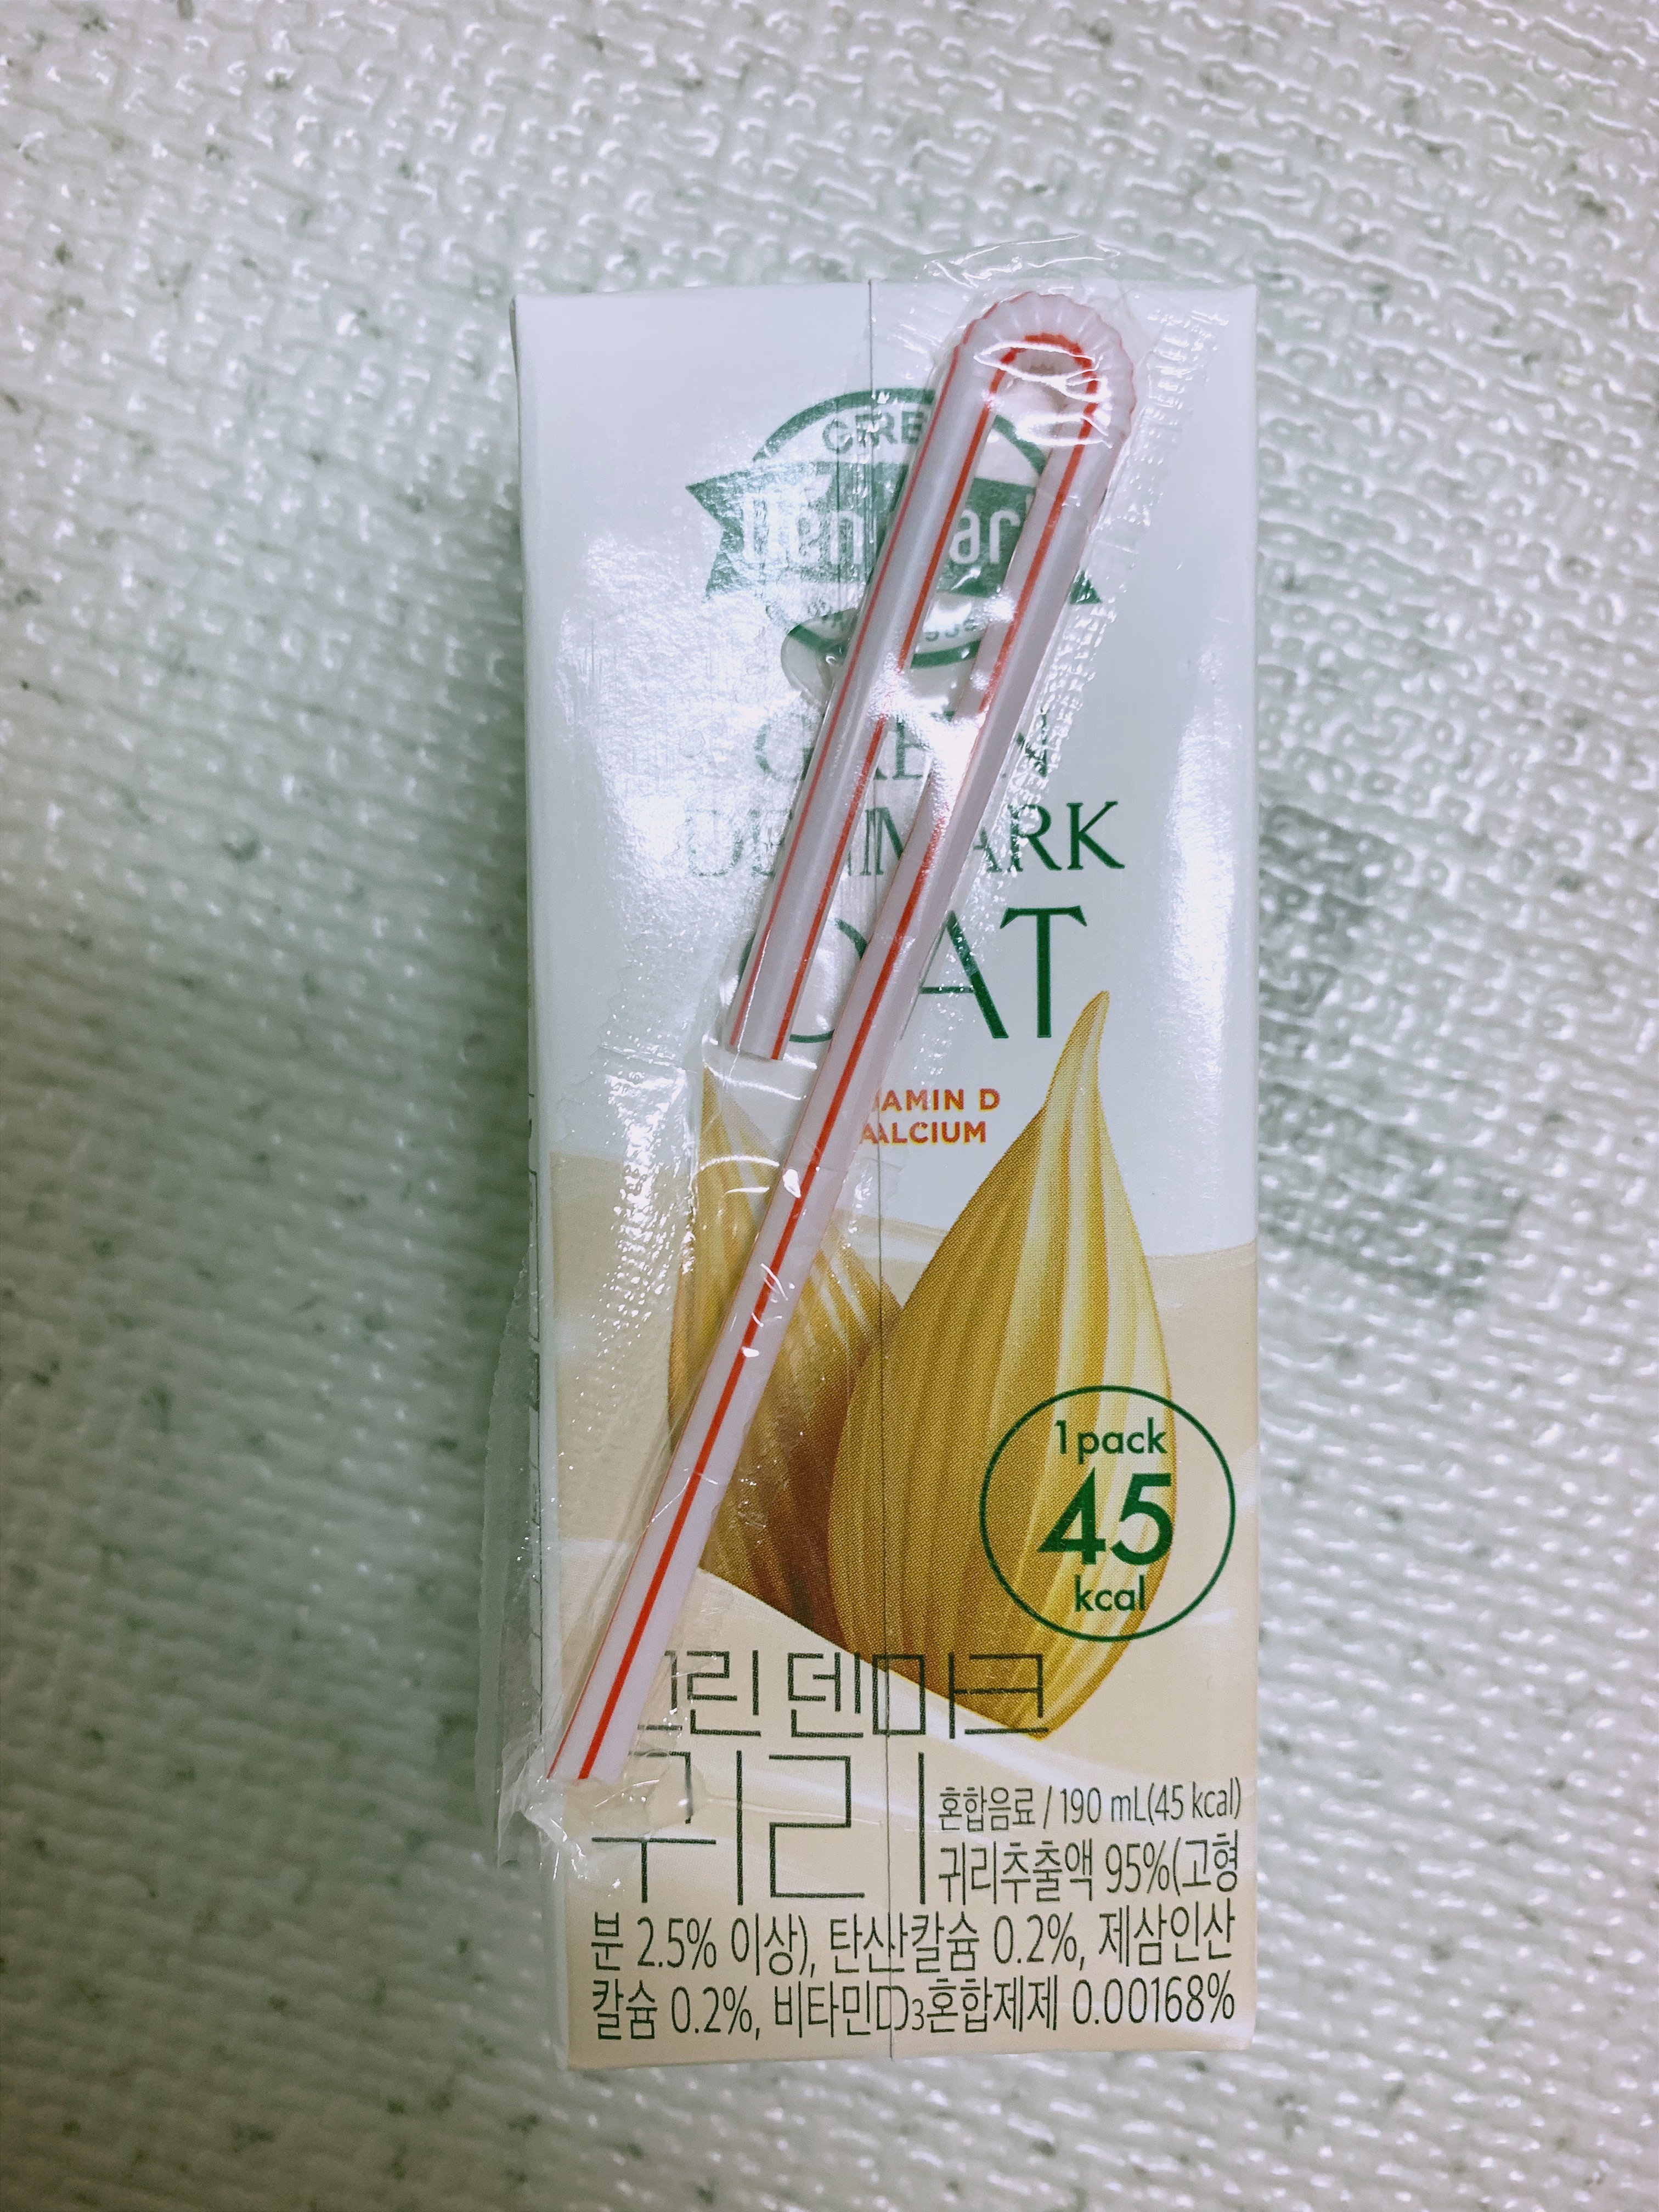 GREEN
DENMARK
OAT
1 pack
45
kcal
그린 덴마크
귀리
혼합음료 / 190 mL(45 kcal)
귀리추출액 95%(고형
분 2.5% 이상), 탄산칼슘 0.2%, 제삼인산
칼슘 0.2%, 비타민D₃혼합제제 0.00168%